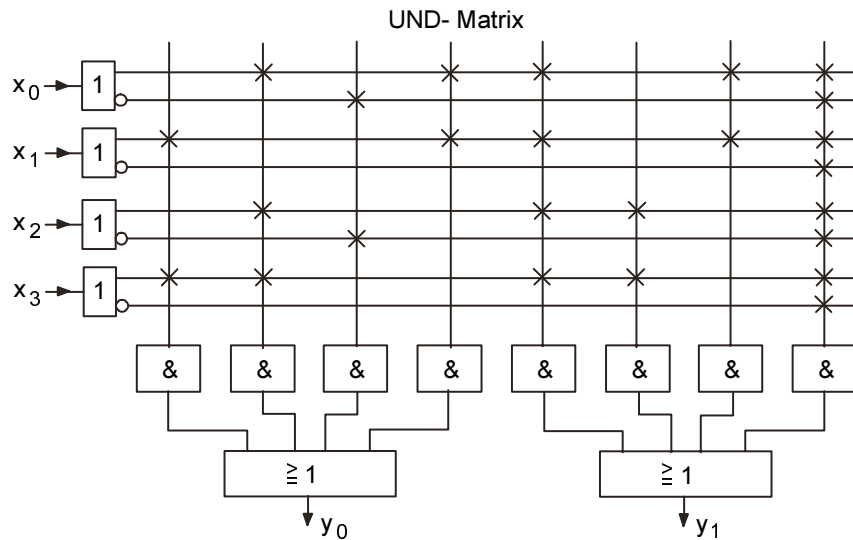 UND- Matrix
x0 1
x1 1
x2 1
x3 1
& & & & & & & &
≧ 1 ≧ 1
y0 y1